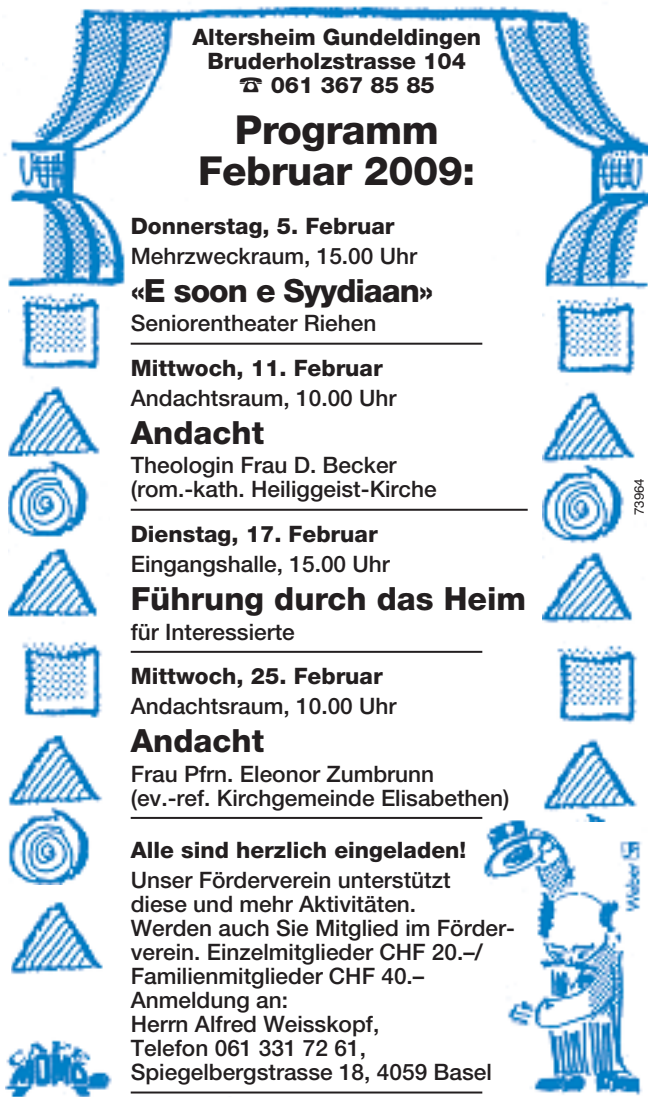 Altersheim Gundeldingen
Bruderholzstrasse 104
☎ 061 367 85 85
Programm
Februar 2009:
Donnerstag, 5. Februar
Mehrzweckraum, 15.00 Uhr
«E soon e Syydiaan»
Seniorentheater Riehen
Mittwoch, 11. Februar
Andachtsraum, 10.00 Uhr
Andacht
Theologin Frau D. Becker
(rom.-kath. Heiliggeist-Kirche
Dienstag, 17. Februar
Eingangshalle, 15.00 Uhr
Führung durch das Heim
für Interessierte
Mittwoch, 25. Februar
Andachtsraum, 10.00 Uhr
Andacht
Frau Pfrn. Eleonor Zumbrunn
(ev.-ref. Kirchgemeinde Elisabethen)
Alle sind herzlich eingeladen!
Unser Förderverein unterstützt
diese und mehr Aktivitäten.
Werden auch Sie Mitglied im Förder-
verein. Einzelmitglieder CHF 20.–/
Familienmitglieder CHF 40.–
Anmeldung an:
Herrn Alfred Weisskopf,
Telefon 061 331 72 61,
Spiegelbergstrasse 18, 4059 Basel
73964
Weber
CAFE
MOMO